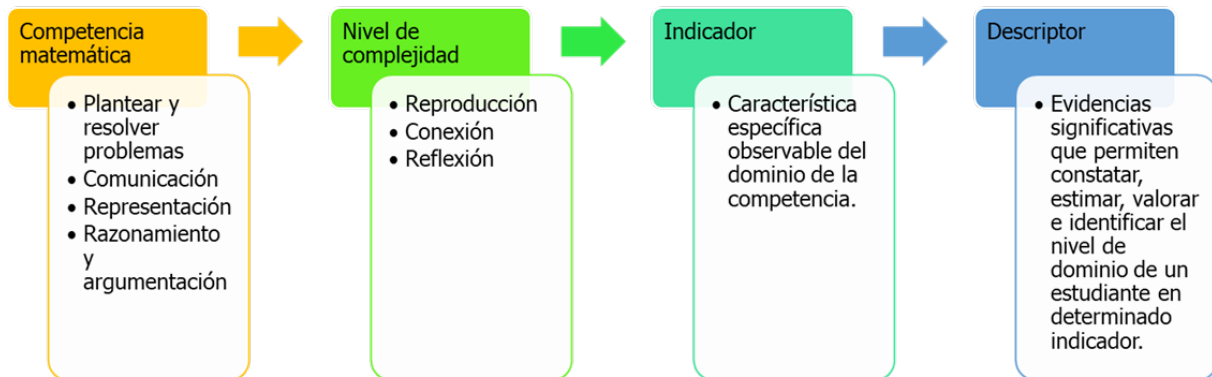 Competencia
matemática
• Plantear y
resolver
problemas
• Comunicación
• Representación
• Razonamiento
y
argumentación
Nivel de
complejidad
• Reproducción
• Conexión
• Reflexión
Indicador
• Característica
específica
observable del
dominio de la
competencia.
Descriptor
• Evidencias
significativas
que permiten
constatar,
estimar, valorar
e identificar el
nivel de
dominio de un
estudiante en
determinado
indicador.